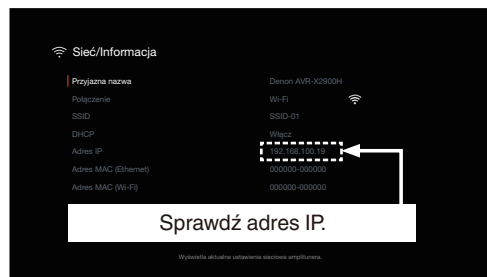 Sieć/Informacja
Przyjazna nazwa Denon AVR-X2900H
Połączenie Wi-Fi
SSID SSID-01
DHCP Włącz
Adres IP 192.168.100.19
Adres MAC (Ethernet) 000000-000000
Adres MAC (Wi-Fi) 000000-000000
Sprawdź adres IP.
Wyświetla aktualne ustawienia sieciowe amplitunera.